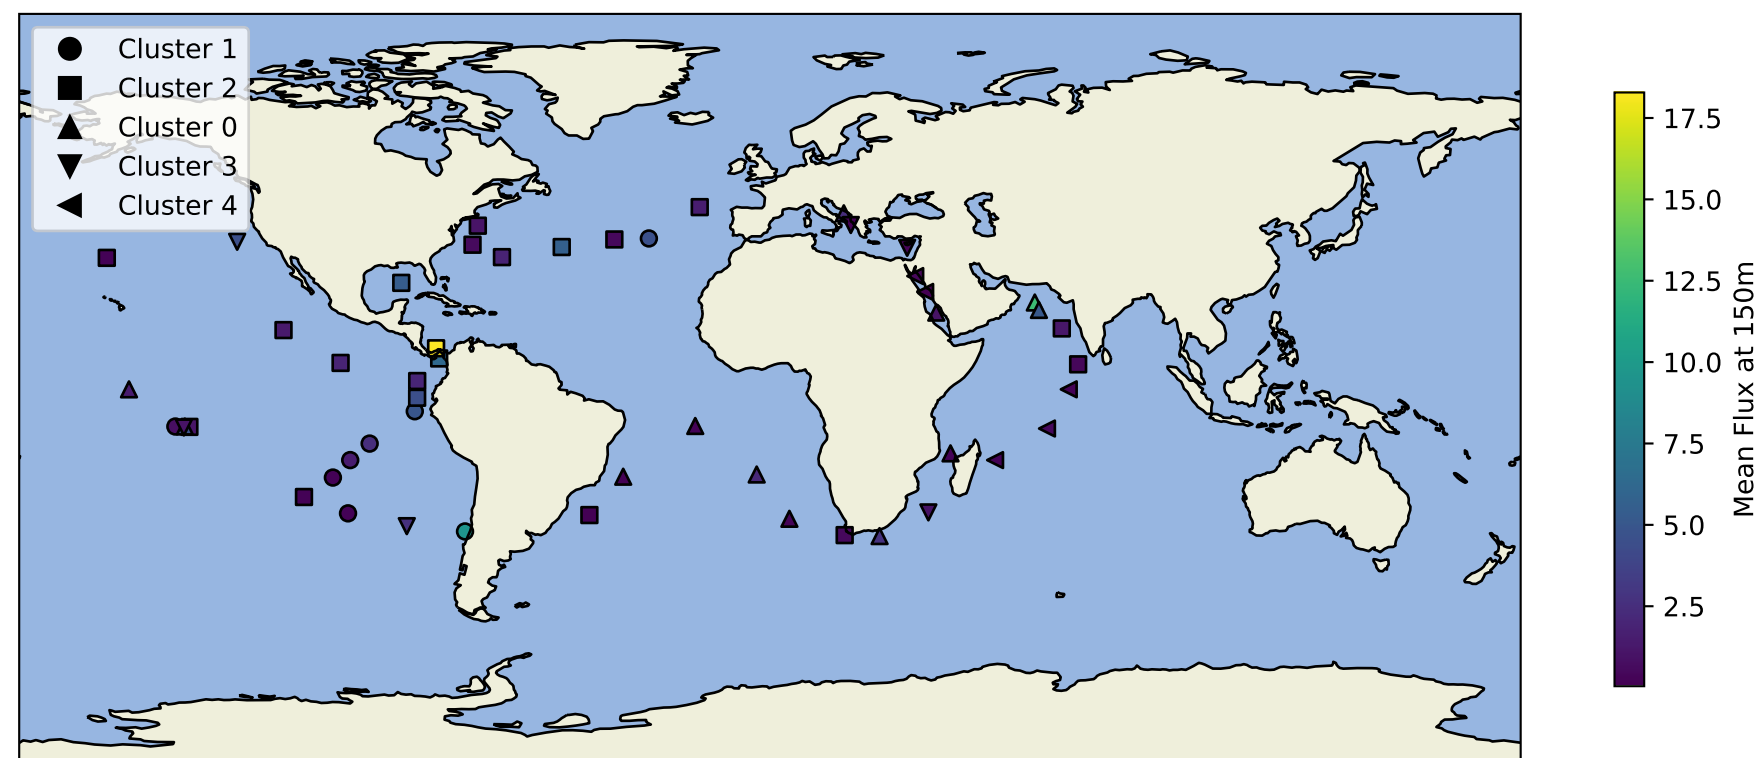 Cluster 1
Cluster 2
Cluster 0
Cluster 3
Cluster 4
17.5
15.0
12.5
10.0
7.5
5.0
2.5
Mean Flux at 150m